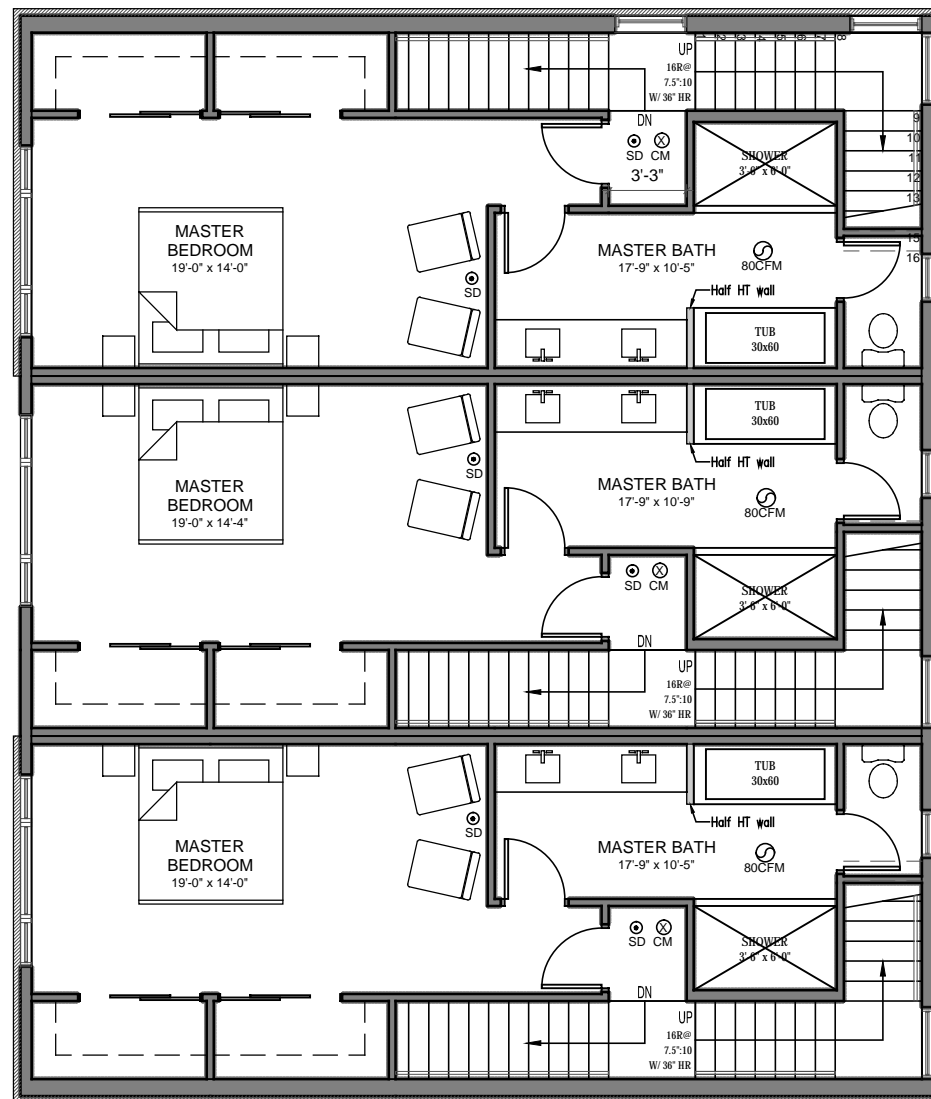 UP
16R@
7.5":10
W/ 36" HR
1
2
3
4
5
6
7
8
9
10
11
12
13
15
16
DN
SD CM
3'-3"
SHOWER
3'-6" x 6'-0"
MASTER
BEDROOM
19'-0" x 14'-0"
SD
MASTER BATH
17'-9" x 10'-5"
80CFM
Half HT wall
TUB
30x60
TUB
30x60
Half HT wall
SD
MASTER
BEDROOM
19'-0" x 14'-4"
MASTER BATH
17'-9" x 10'-9"
80CFM
SD CM
SHOWER
3'-6" x 6'-0"
DN
UP
16R@
7.5":10
W/ 36" HR
TUB
30x60
Half HT wall
SD
MASTER
BEDROOM
19'-0" x 14'-0"
MASTER BATH
17'-9" x 10'-5"
80CFM
SD CM
SHOWER
3'-6" x 6'-0"
DN
UP
16R@
7.5":10
W/ 36" HR